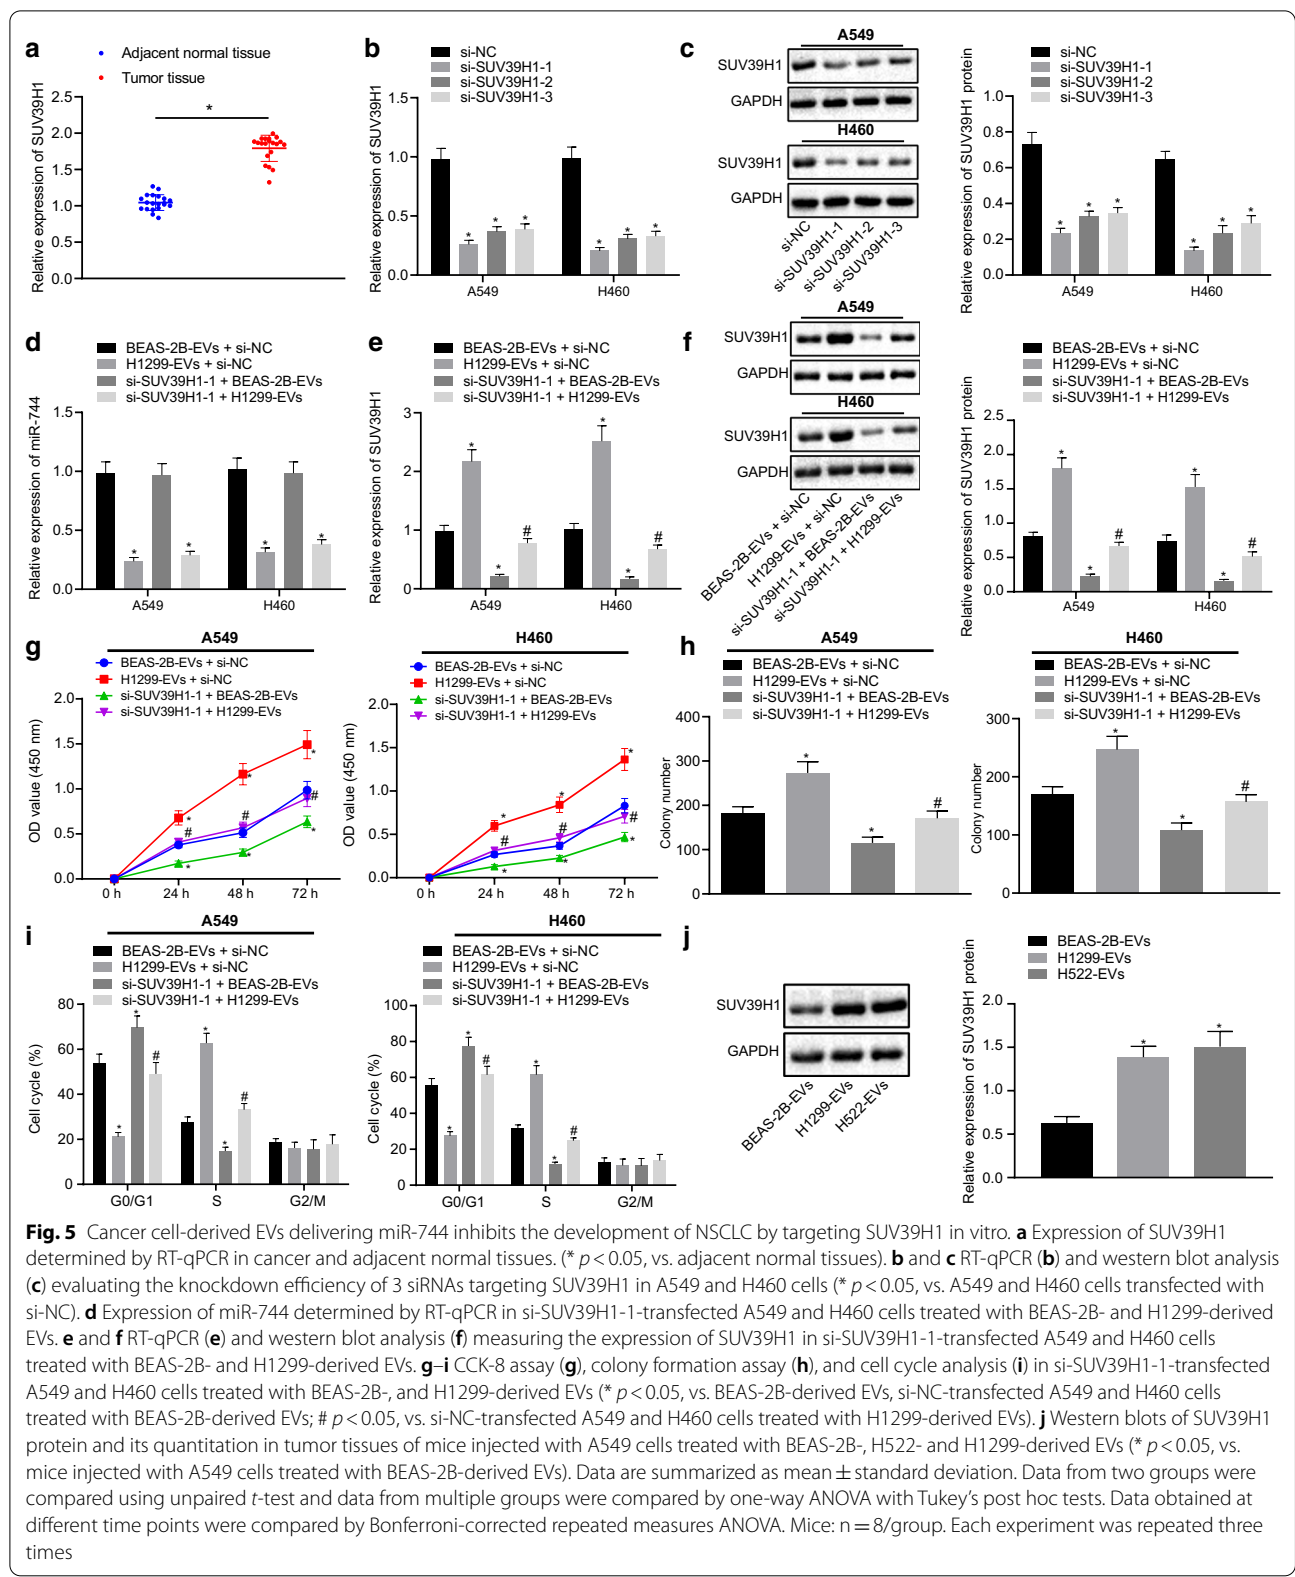 a
Adjacent normal tissue
Tumor tissue
Relative expression of SUV39H1
2.5
2.0
1.5
1.0
0.5
0.0
*
b
si-NC
si-SUV39H1-1
si-SUV39H1-2
si-SUV39H1-3
Relative expression of SUV39H1
1.5
1.0
0.5
0.0
* * *
* * *
A549 H460
c
A549
SUV39H1
GAPDH
H460
SUV39H1
GAPDH
si-NC
si-SUV39H1-1
si-SUV39H1-2
si-SUV39H1-3
si-NC
si-SUV39H1-1
si-SUV39H1-2
si-SUV39H1-3
Relative expression of SUV39H1 protein
1.0
0.8
0.6
0.4
0.2
0.0
* * *
* * *
A549 H460
d
BEAS-2B-EVs + si-NC
H1299-EVs + si-NC
si-SUV39H1-1 + BEAS-2B-EVs
si-SUV39H1-1 + H1299-EVs
Relative expression of miR-744
1.5
1.0
0.5
0.0
* *
* *
A549 H460
e
BEAS-2B-EVs + si-NC
H1299-EVs + si-NC
si-SUV39H1-1 + BEAS-2B-EVs
si-SUV39H1-1 + H1299-EVs
Relative expression of SUV39H1
3
2
1
0
* * #
* * #
A549 H460
f
A549
SUV39H1
GAPDH
H460
SUV39H1
GAPDH
BEAS-2B-EVs + si-NC
H1299-EVs + si-NC
si-SUV39H1-1 + BEAS-2B-EVs
si-SUV39H1-1 + H1299-EVs
BEAS-2B-EVs + si-NC
H1299-EVs + si-NC
si-SUV39H1-1 + BEAS-2B-EVs
si-SUV39H1-1 + H1299-EVs
Relative expression of SUV39H1 protein
2.5
2.0
1.5
1.0
0.5
0.0
* * #
* * #
A549 H460
g
A549
BEAS-2B-EVs + si-NC
H1299-EVs + si-NC
si-SUV39H1-1 + BEAS-2B-EVs
si-SUV39H1-1 + H1299-EVs
OD value (450 nm)
2.0
1.5
1.0
0.5
0.0
* # *
* # *
* # *
0 h 24 h 48 h 72 h
H460
BEAS-2B-EVs + si-NC
H1299-EVs + si-NC
si-SUV39H1-1 + BEAS-2B-EVs
si-SUV39H1-1 + H1299-EVs
OD value (450 nm)
2.0
1.5
1.0
0.5
0.0
* # *
* # *
* # *
0 h 24 h 48 h 72 h
h
A549
BEAS-2B-EVs + si-NC
H1299-EVs + si-NC
si-SUV39H1-1 + BEAS-2B-EVs
si-SUV39H1-1 + H1299-EVs
Colony number
400
300
200
100
0
* * #
H460
BEAS-2B-EVs + si-NC
H1299-EVs + si-NC
si-SUV39H1-1 + BEAS-2B-EVs
si-SUV39H1-1 + H1299-EVs
Colony number
300
200
100
0
* * #
i
A549
BEAS-2B-EVs + si-NC
H1299-EVs + si-NC
si-SUV39H1-1 + BEAS-2B-EVs
si-SUV39H1-1 + H1299-EVs
Cell cycle (%)
80
60
40
20
0
* * #
* * #
G0/G1 S G2/M
H460
BEAS-2B-EVs + si-NC
H1299-EVs + si-NC
si-SUV39H1-1 + BEAS-2B-EVs
si-SUV39H1-1 + H1299-EVs
Cell cycle (%)
100
80
60
40
20
0
* * #
* * #
G0/G1 S G2/M
j
SUV39H1
GAPDH
BEAS-2B-EVs
H1299-EVs
H522-EVs
BEAS-2B-EVs
H1299-EVs
H522-EVs
Relative expression of SUV39H1 protein
2.0
1.5
1.0
0.5
0.0
* *
Fig. 5 Cancer cell-derived EVs delivering miR-744 inhibits the development of NSCLC by targeting SUV39H1 in vitro. a Expression of SUV39H1
determined by RT-qPCR in cancer and adjacent normal tissues. (* p < 0.05, vs. adjacent normal tissues). b and c RT-qPCR (b) and western blot analysis
(c) evaluating the knockdown efficiency of 3 siRNAs targeting SUV39H1 in A549 and H460 cells (* p < 0.05, vs. A549 and H460 cells transfected with
si-NC). d Expression of miR-744 determined by RT-qPCR in si-SUV39H1-1-transfected A549 and H460 cells treated with BEAS-2B- and H1299-derived
EVs. e and f RT-qPCR (e) and western blot analysis (f) measuring the expression of SUV39H1 in si-SUV39H1-1-transfected A549 and H460 cells
treated with BEAS-2B- and H1299-derived EVs. g–i CCK-8 assay (g), colony formation assay (h), and cell cycle analysis (i) in si-SUV39H1-1-transfected
A549 and H460 cells treated with BEAS-2B-, and H1299-derived EVs (* p < 0.05, vs. BEAS-2B-derived EVs, si-NC-transfected A549 and H460 cells
treated with BEAS-2B-derived EVs; # p < 0.05, vs. si-NC-transfected A549 and H460 cells treated with H1299-derived EVs). j Western blots of SUV39H1
protein and its quantitation in tumor tissues of mice injected with A549 cells treated with BEAS-2B-, H522- and H1299-derived EVs (* p < 0.05, vs.
mice injected with A549 cells treated with BEAS-2B-derived EVs). Data are summarized as mean ± standard deviation. Data from two groups were
compared using unpaired t-test and data from multiple groups were compared by one-way ANOVA with Tukey's post hoc tests. Data obtained at
different time points were compared by Bonferroni-corrected repeated measures ANOVA. Mice: n = 8/group. Each experiment was repeated three
times